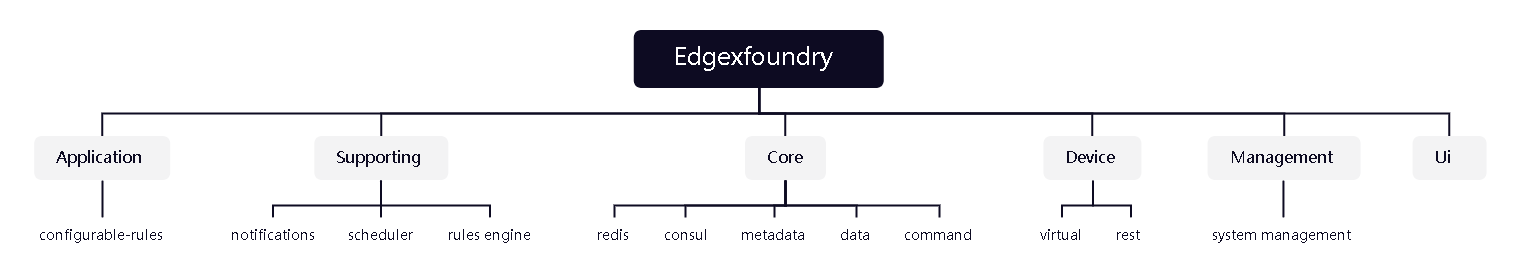 Edgexfoundry
Application Supporting Core Device Management Ui
configurable-rules notifications scheduler rules engine redis consul metadata data command virtual rest system management